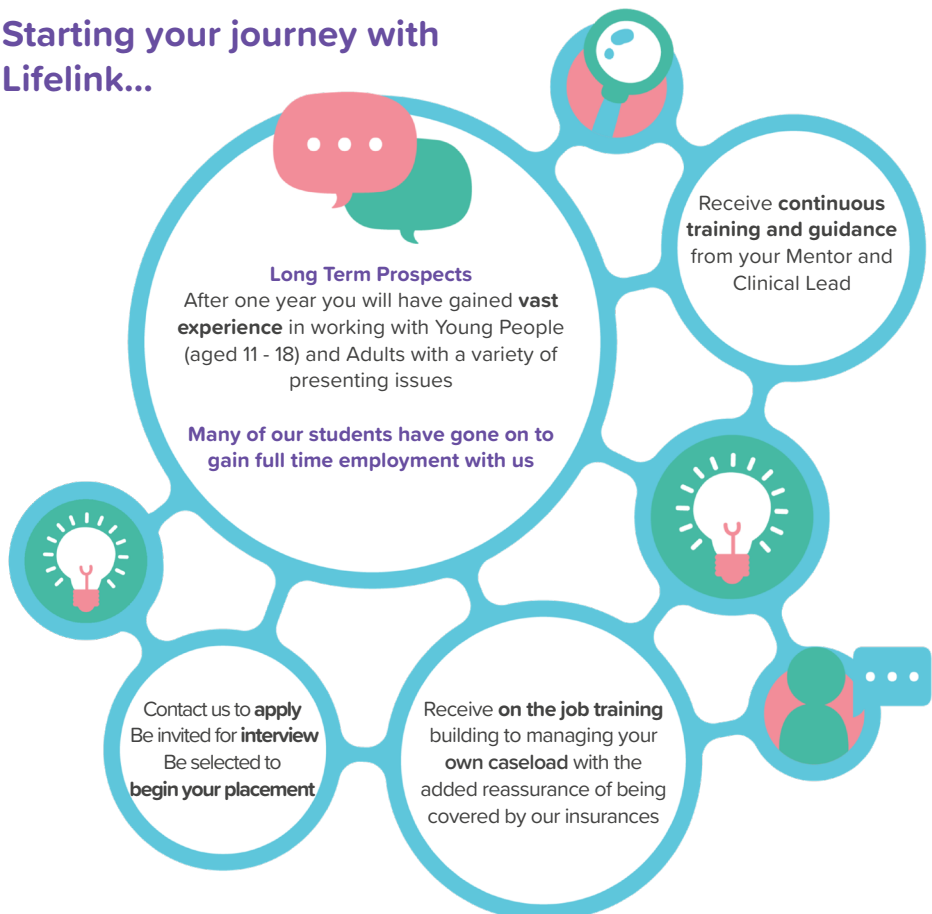 Starting your journey with
Lifelink...
Receive continuous
training and guidance
from your Mentor and
Clinical Lead
Long Term Prospects
After one year you will have gained vast
experience in working with Young People
(aged 11 - 18) and Adults with a variety of
presenting issues
Many of our students have gone on to
gain full time employment with us
Contact us to apply
Be invited for interview
Be selected to
begin your placement
Receive on the job training
building to managing your
own caseload with the
added reassurance of being
covered by our insurances